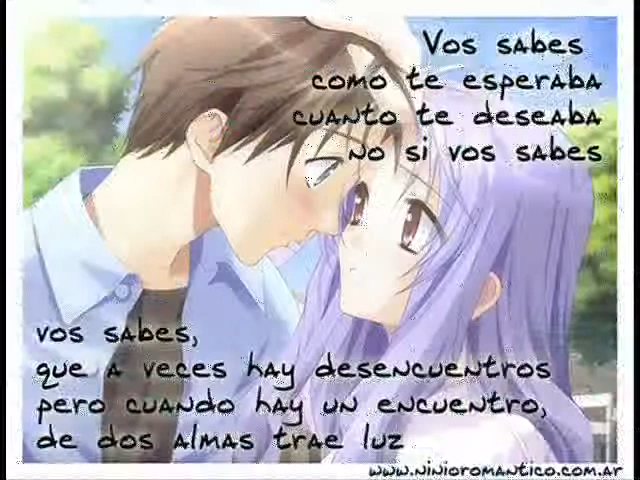 Vos sabes
como te esperaba
cuanto te deseaba
no si vos sabes
vos sabes,
que a veces hay desencuentros
pero cuando hay un encuentro,
de dos almas trae luz
www.ninioromantico.com.ar